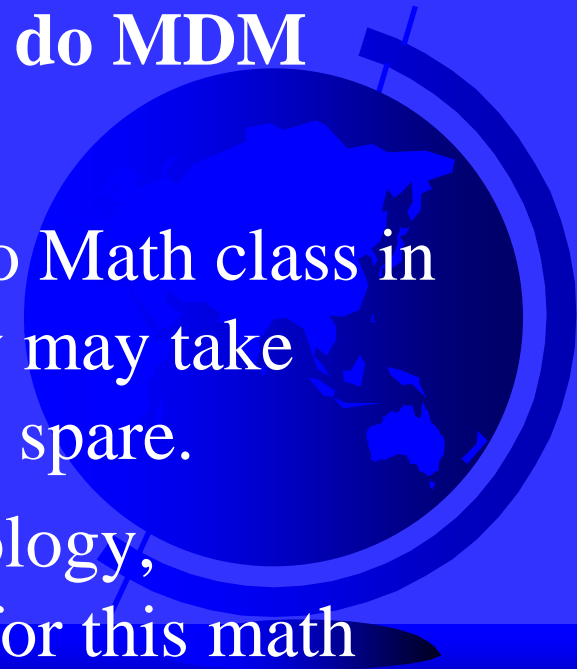 do MDM
o Math class in
may take
spare.
ology,
for this math